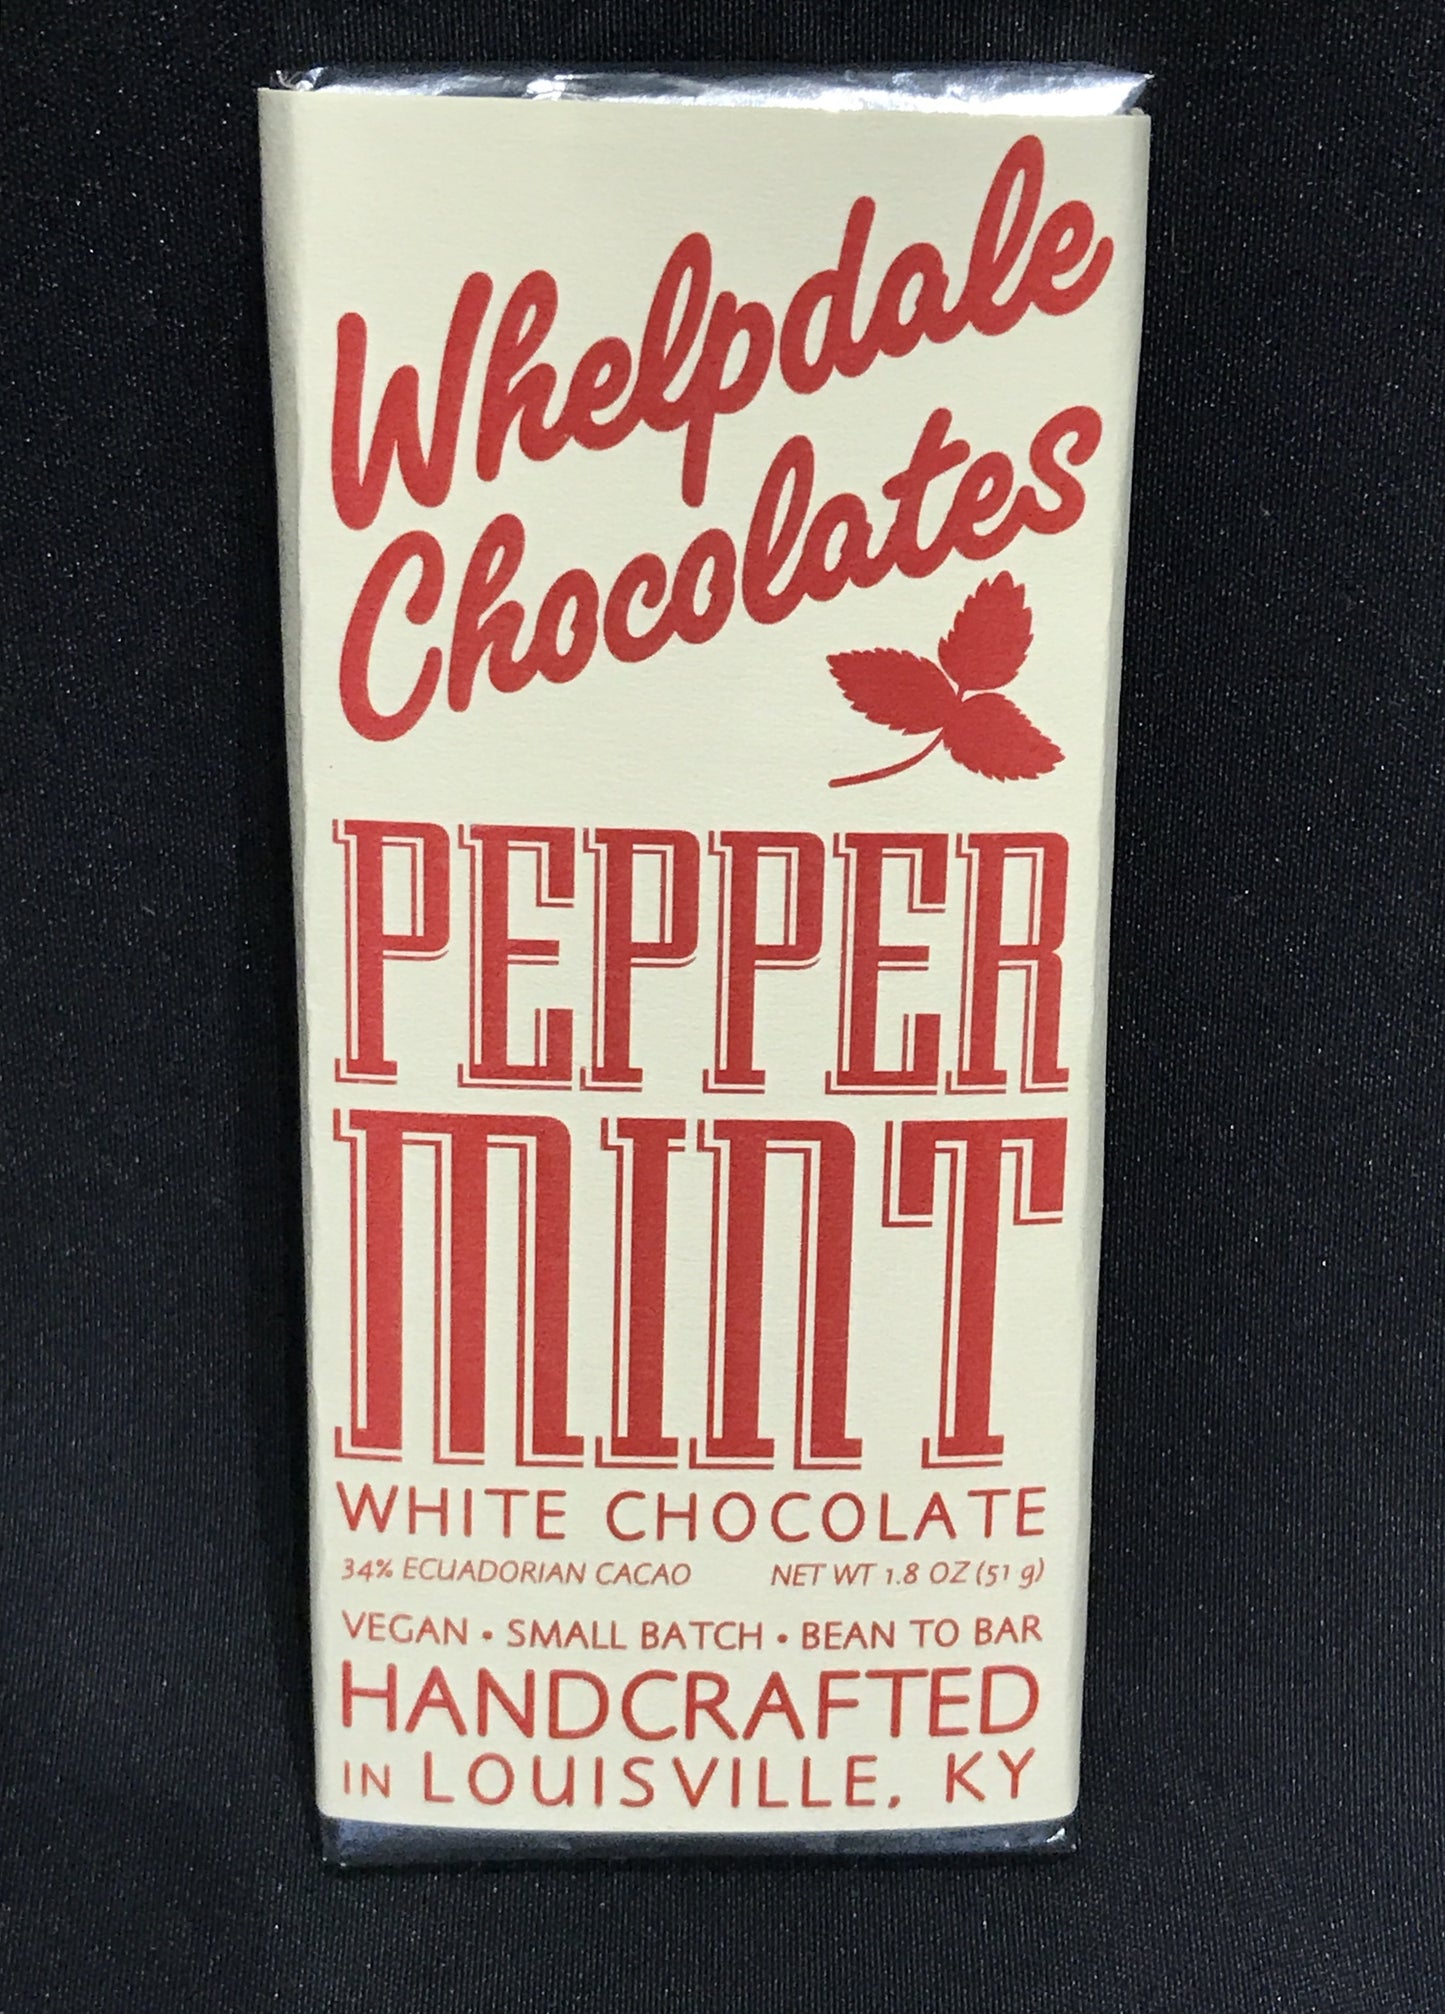 Whelpdale
Chocolates
PEPPER
MINT
WHITE CHOCOLATE
34% ECUADORIAN CACAO NET WT 1.8 OZ (51 g)
VEGAN • SMALL BATCH • BEAN TO BAR
HANDCRAFTED
IN LOUISVILLE, KY